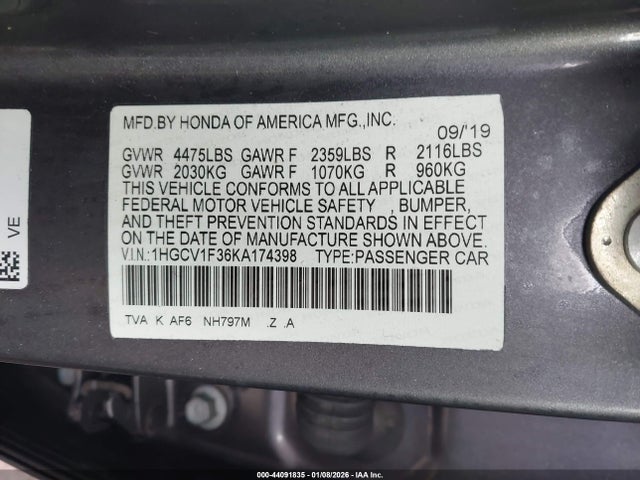 MFD.BY HONDA OF AMERICA MFG.,INC.
09/'19
GVWR 4475LBS GAWR F 2359LBS R 2116LBS
GVWR 2030KG GAWR F 1070KG R 960KG
THIS VEHICLE CONFORMS TO ALL APPLICABLE
FEDERAL MOTOR VEHICLE SAFETY , BUMPER,
AND THEFT PREVENTION STANDARDS IN EFFECT
ON THE DATE OF MANUFACTURE SHOWN ABOVE.
V.I.N.:1HGCV1F36KA174398 TYPE:PASSENGER CAR
TVA K AF6 NH797M .Z .A
VE
000-44091835 | 01/08/2026 | IAA Inc.